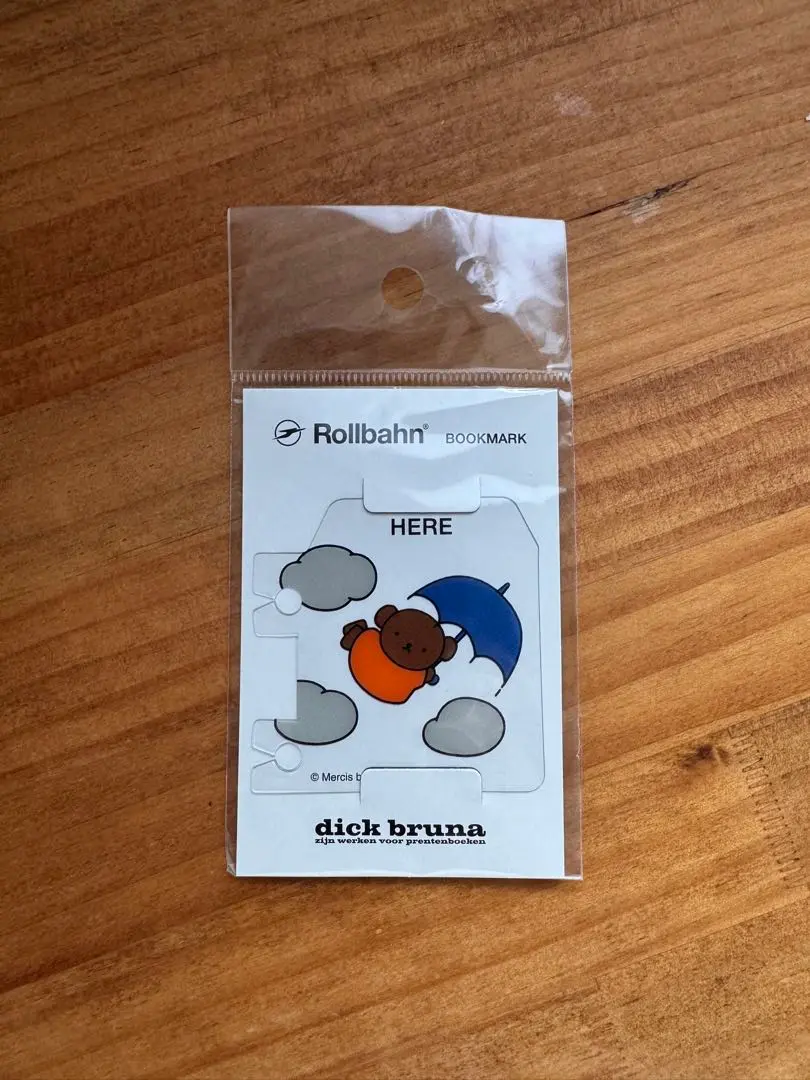 Rollbahn® BOOKMARK
HERE
© Mercis b
dick bruna
zijn werken voor prentenboeken